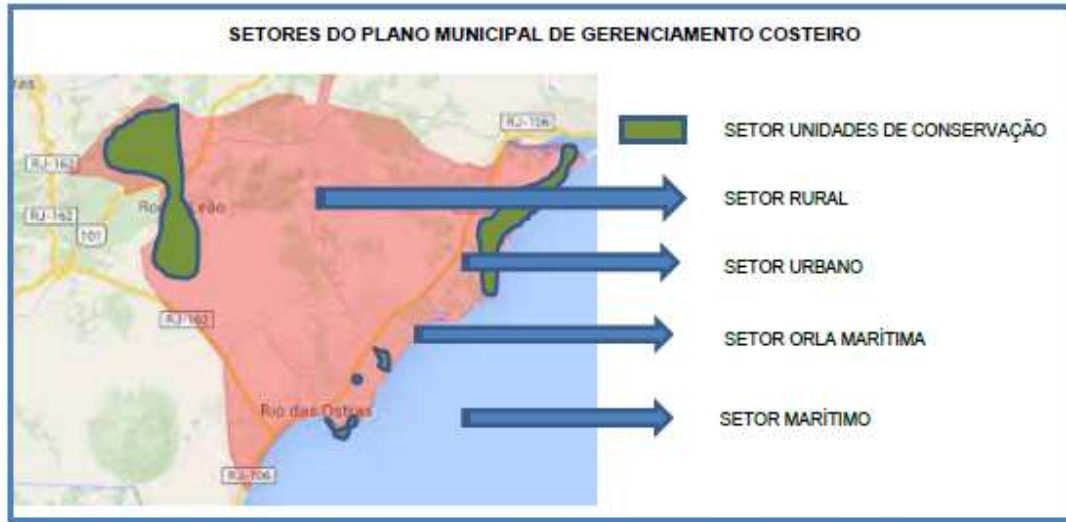 SETORES DO PLANO MUNICIPAL DE GERENCIAMENTO COSTEIRO
ras
RJ-106
SETOR UNIDADES DE CONSERVAÇÃO
RJ-162
SETOR RURAL
RJ-162
101
SETOR URBANO
RJ-162
SETOR ORLA MARÍTIMA
Rio das Ostras
SETOR MARÍTIMO
RJ-106